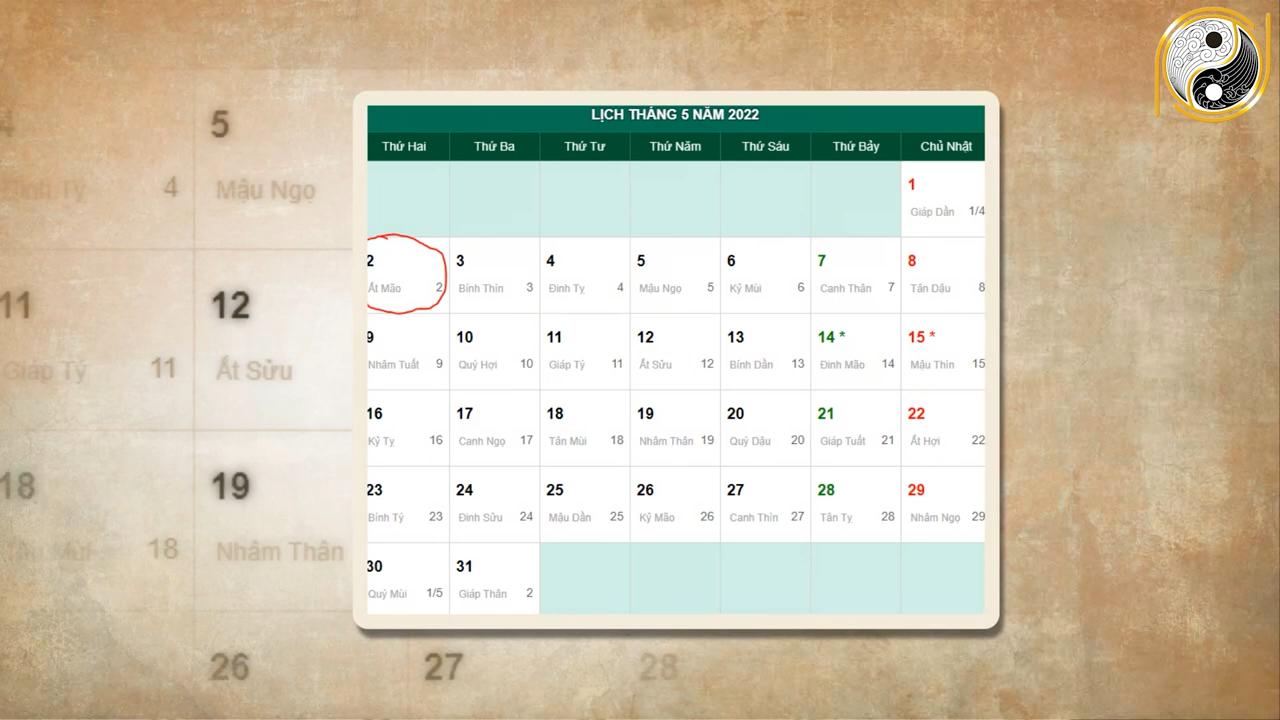 LỊCH THÁNG 5 NĂM 2022
Thứ Hai Thứ Ba Thứ Tư Thứ Năm Thứ Sáu Thứ Bảy Chủ Nhật
1
Giáp Dần 1/4
2 3 4 5 6 7 8
Ất Mão 2 Bính Thìn 3 Đinh Tỵ 4 Mậu Ngọ 5 Kỷ Mùi 6 Canh Thân 7 Tân Dậu 8
9 10 11 12 13 14 * 15 *
Nhâm Tuất 9 Quý Hợi 10 Giáp Tý 11 Ất Sửu 12 Bính Dần 13 Đinh Mão 14 Mậu Thìn 15
16 17 18 19 20 21 22
Kỷ Tỵ 16 Canh Ngọ 17 Tân Mùi 18 Nhâm Thân 19 Quý Dậu 20 Giáp Tuất 21 Ất Hợi 22
23 24 25 26 27 28 29
Bính Tý 23 Đinh Sửu 24 Mậu Dần 25 Kỷ Mão 26 Canh Thìn 27 Tân Tỵ 28 Nhâm Ngọ 29
30 31
Quý Mùi 1/5 Giáp Thân 2
4 5
4 Mậu Ngọ
11 12
Giáp Tý 11 Ất Sửu
18 19
18 Nhâm Thân
26 27 28